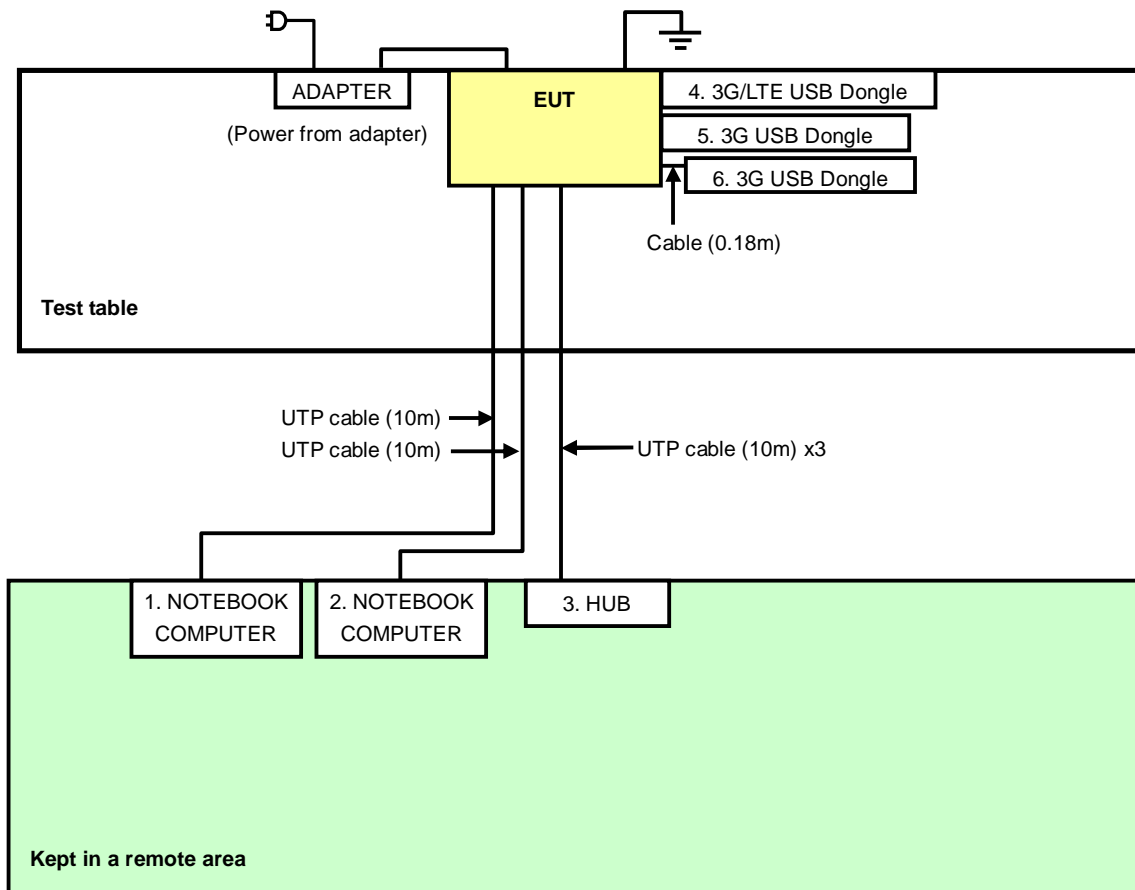 ADAPTER
(Power from adapter)
EUT
4. 3G/LTE USB Dongle
5. 3G USB Dongle
6. 3G USB Dongle
Cable (0.18m)
Test table
UTP cable (10m)
UTP cable (10m)
UTP cable (10m) x3
1. NOTEBOOK
COMPUTER
2. NOTEBOOK
COMPUTER
3. HUB
Kept in a remote area